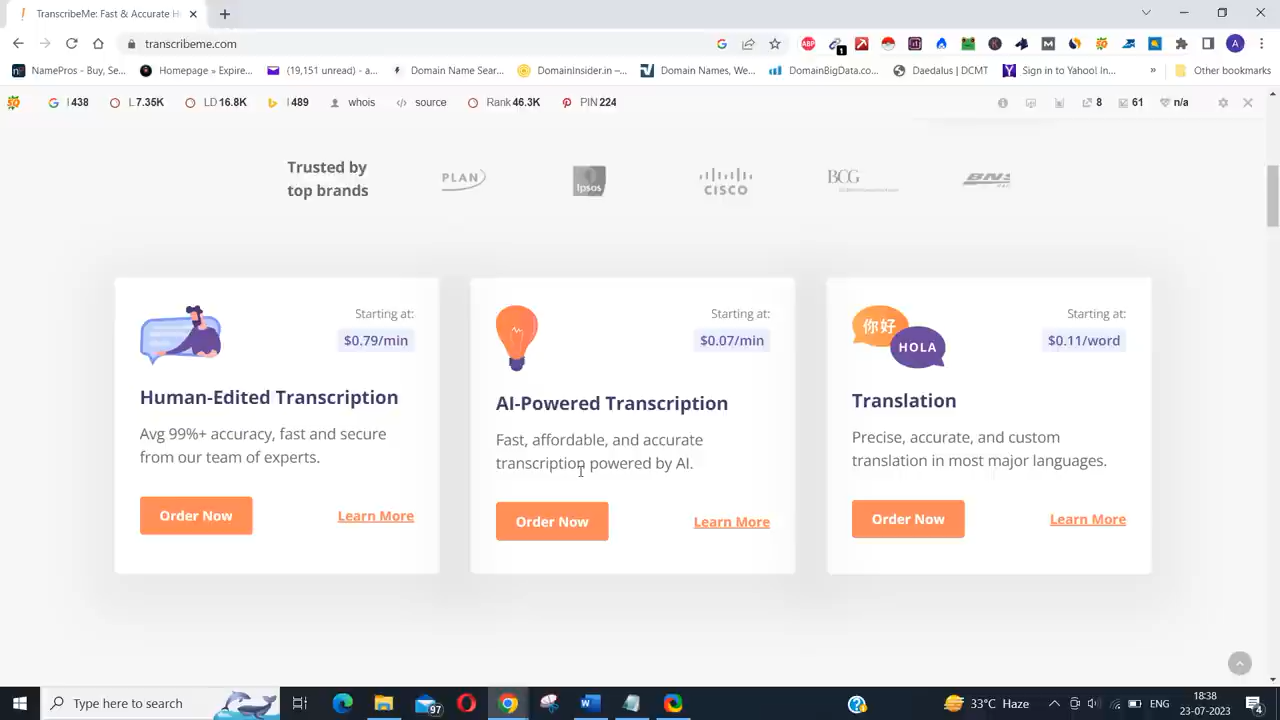 TranscribeMe: Fast & Accurate H
transcribeme.com
ABP
1
A
NamePros - Buy, Se...
Homepage » Expire...
(19,151 unread) - a...
Domain Name Sear...
DomainInsider.in –...
Domain Names, We...
DomainBigData.co...
Daedalus | DCMT
Sign in to Yahoo! In...
»
Other bookmarks
I 438
L 7.35K
LD 16.8K
I 489
whois
source
Rank 46.3K
PIN 224
8
61
n/a
Trusted by
top brands
PLAN
Ipsos
CISCO
BCG
Starting at:
$0.79/min
Human-Edited Transcription
Avg 99%+ accuracy, fast and secure
from our team of experts.
Order Now
Learn More
Starting at:
$0.07/min
AI-Powered Transcription
Fast, affordable, and accurate
transcription powered by AI.
Order Now
Learn More
你好
HOLA
Starting at:
$0.11/word
Translation
Precise, accurate, and custom
translation in most major languages.
Order Now
Learn More
Type here to search
97
33°C Haze
ENG
18:38
23-07-2023
4